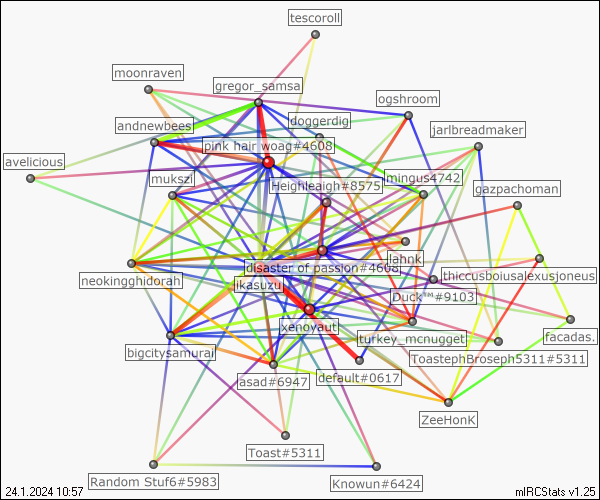 tescoroll
moonraven
gregor_samsa
ogshroom
andnewbees
doggerdig
jarlbreadmaker
pink hair woag#4608
avelicious
mukszi
Heighleaigh#8575
mingus4742
gazpachoman
lahnk
disaster of passion#4608
thiccusboiusalexusjoneus
neokingghidorah
ikasuzu
Duck™#9103
xenoyaut
turkey_mcnugget
facadas.
bigcitysamurai
ToastephBroseph5311#5311
asad#6947
default#0617
ZeeHonK
Toast#5311
Random Stuf6#5983
Knowun#6424
24.1.2024 10:57
mIRCStats v1.25